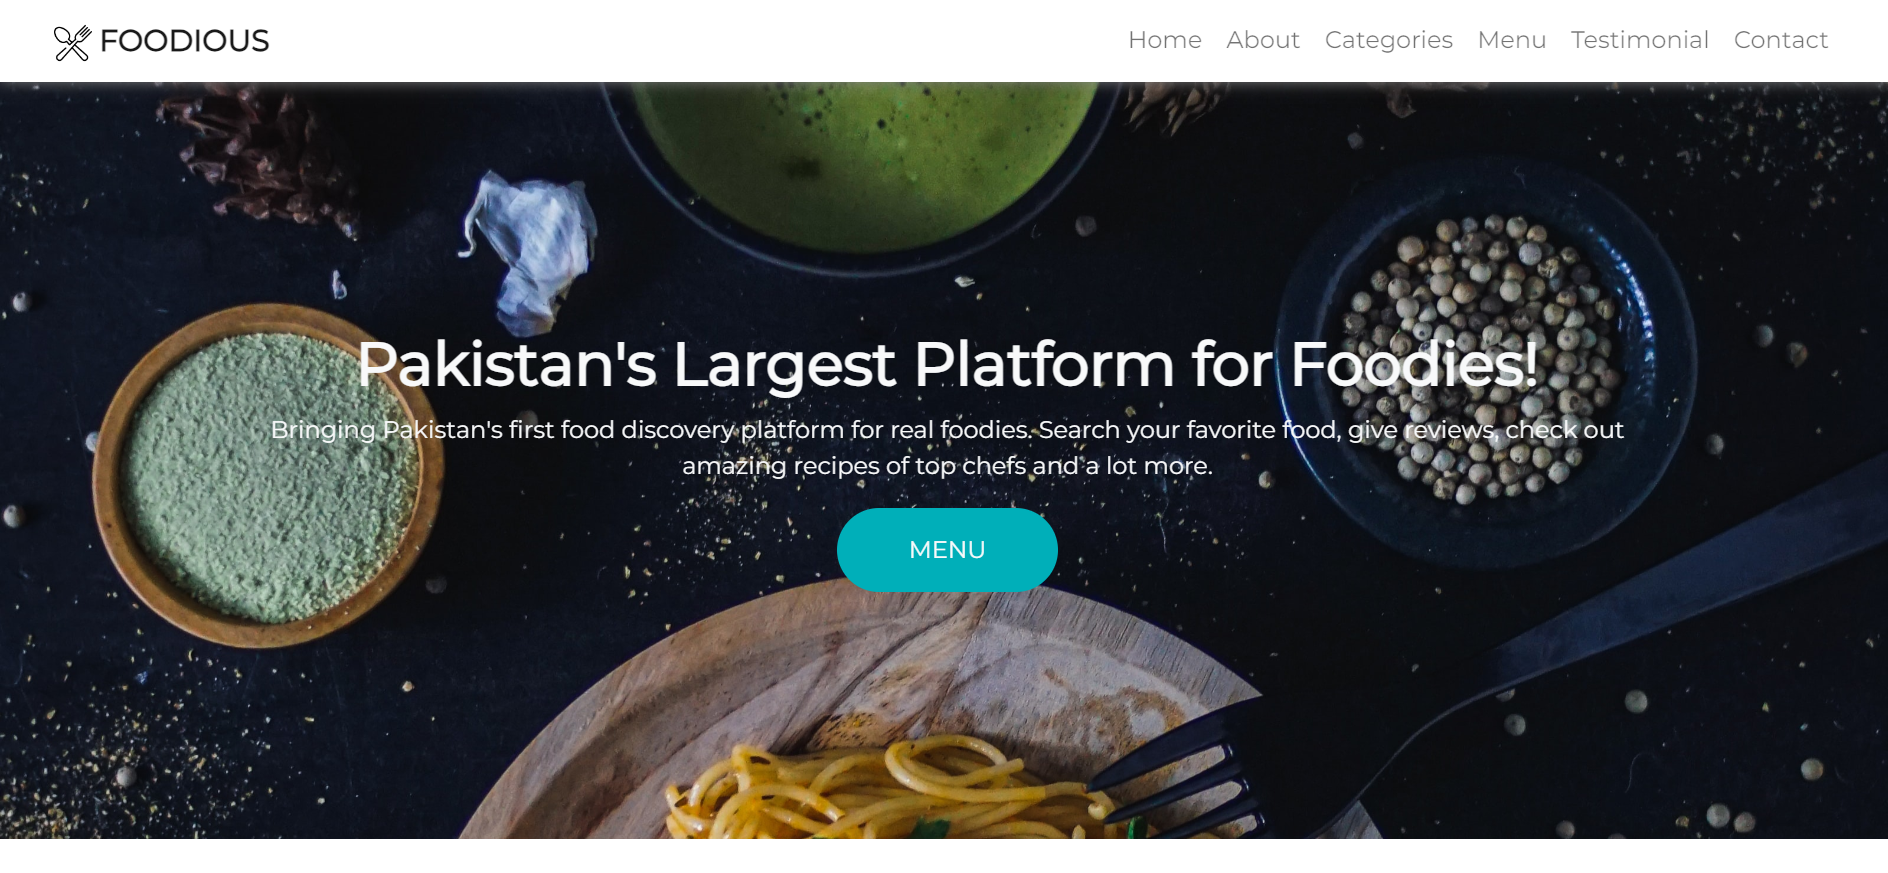 FOODIOUS
Home About Categories Menu Testimonial Contact
Pakistan's Largest Platform for Foodies!
Bringing Pakistan's first food discovery platform for real foodies. Search your favorite food, give reviews, check out
amazing recipes of top chefs and a lot more.
MENU